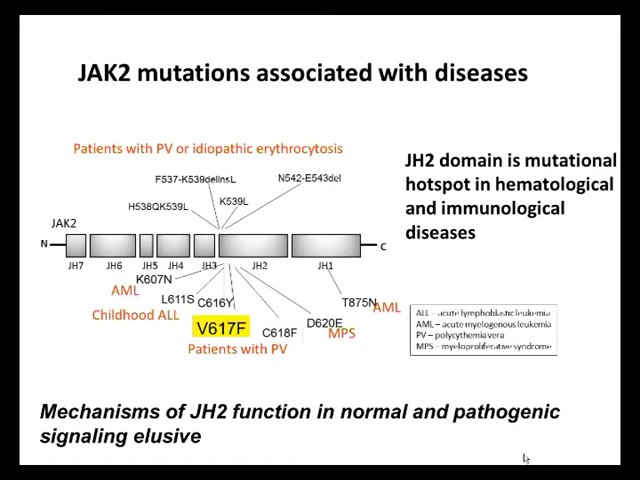 JAK2 mutations associated with diseases
Patients with PV or idiopathic erythrocytosis
F537-K539delInsL
N542-E543del
H538QK539L
K539L
JH2 domain is mutational
hotspot in hematological
and immunological
diseases
JAK2
N
C
JH7 JH6 JH5 JH4 JH3 JH2 JH1
K607N
AML
L611S
C616Y
Childhood ALL
V617F
C618F
D620E
MPS
T875N
AML
Patients with PV
ALL – acute lymphoblastic leukemia
AML – acute myelogenous leukemia
PV – polycythemia vera
MPS – myeloproliferative syndrome
Mechanisms of JH2 function in normal and pathogenic
signaling elusive